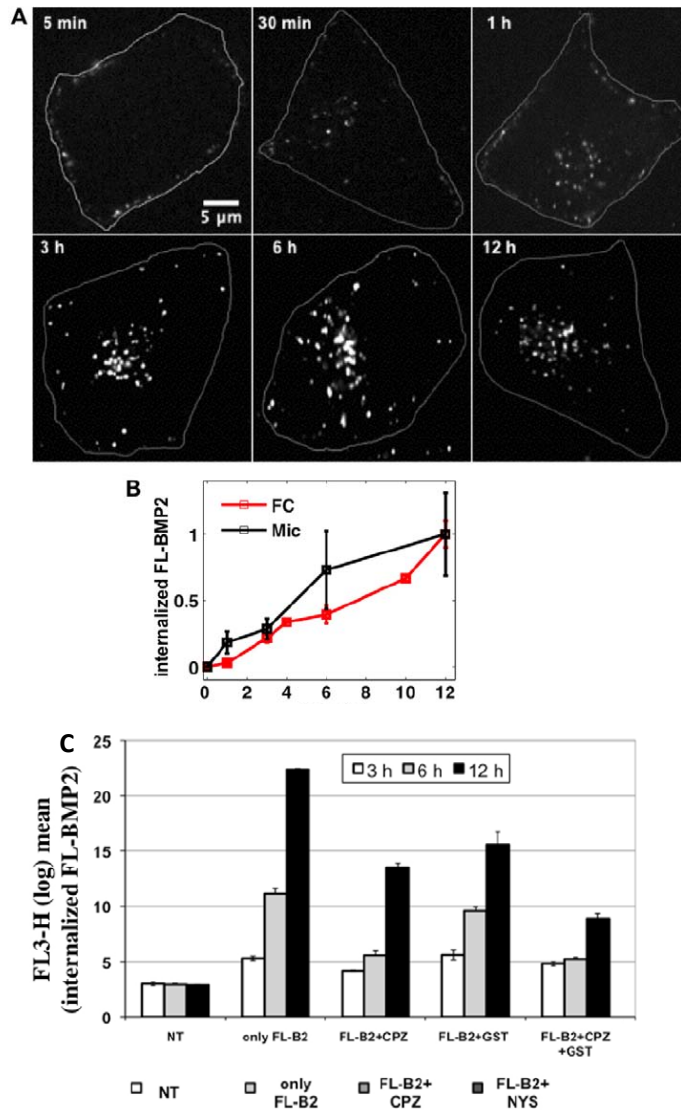 A
5 min
30 min
1 h
5 µm
3 h
6 h
12 h
B
internalized FL-BMP2
1
0.5
0
FC
Mic
0 2 4 6 8 10 12
C
FL3-H (log) mean
(internalized FL-BMP2)
25
20
15
10
5
0
3 h 6 h 12 h
NT only FL-B2 FL-B2+CPZ FL-B2+GST FL-B2+CPZ
+GST
NT only FL-B2+ FL-B2+
FL-B2 CPZ NYS